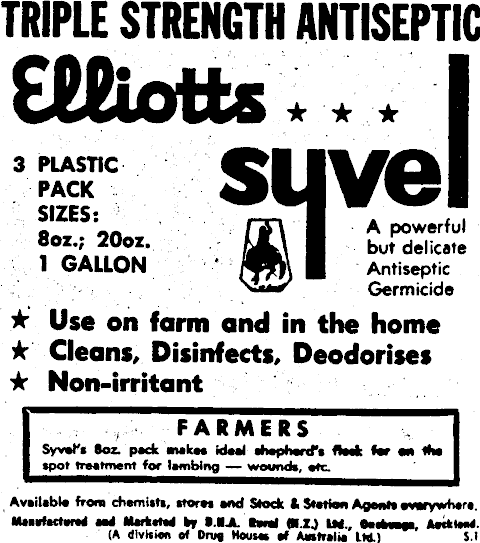 TRIPLE STRENGTH ANTISEPTIC
Elliotts
syvel
3 PLASTIC
PACK
SIZES:
8oz.; 20oz.
1 GALLON
A powerful
but delicate
Antiseptic
Germicide
★ Use on farm and in the home
★ Cleans, Disinfects, Deodorises
★ Non-irritant
FARMERS
Syvel's 8oz. pack makes ideal shepherd's flask for on the
spot treatment for lambing — wounds, etc.
Available from chemists, stores and Stock & Station Agents everywhere.
Manufactured and Marketed by D.H.A. Rural (N.Z.) Ltd., Onehunga, Auckland.
(A division of Drug Houses of Australia Ltd.)
S.1